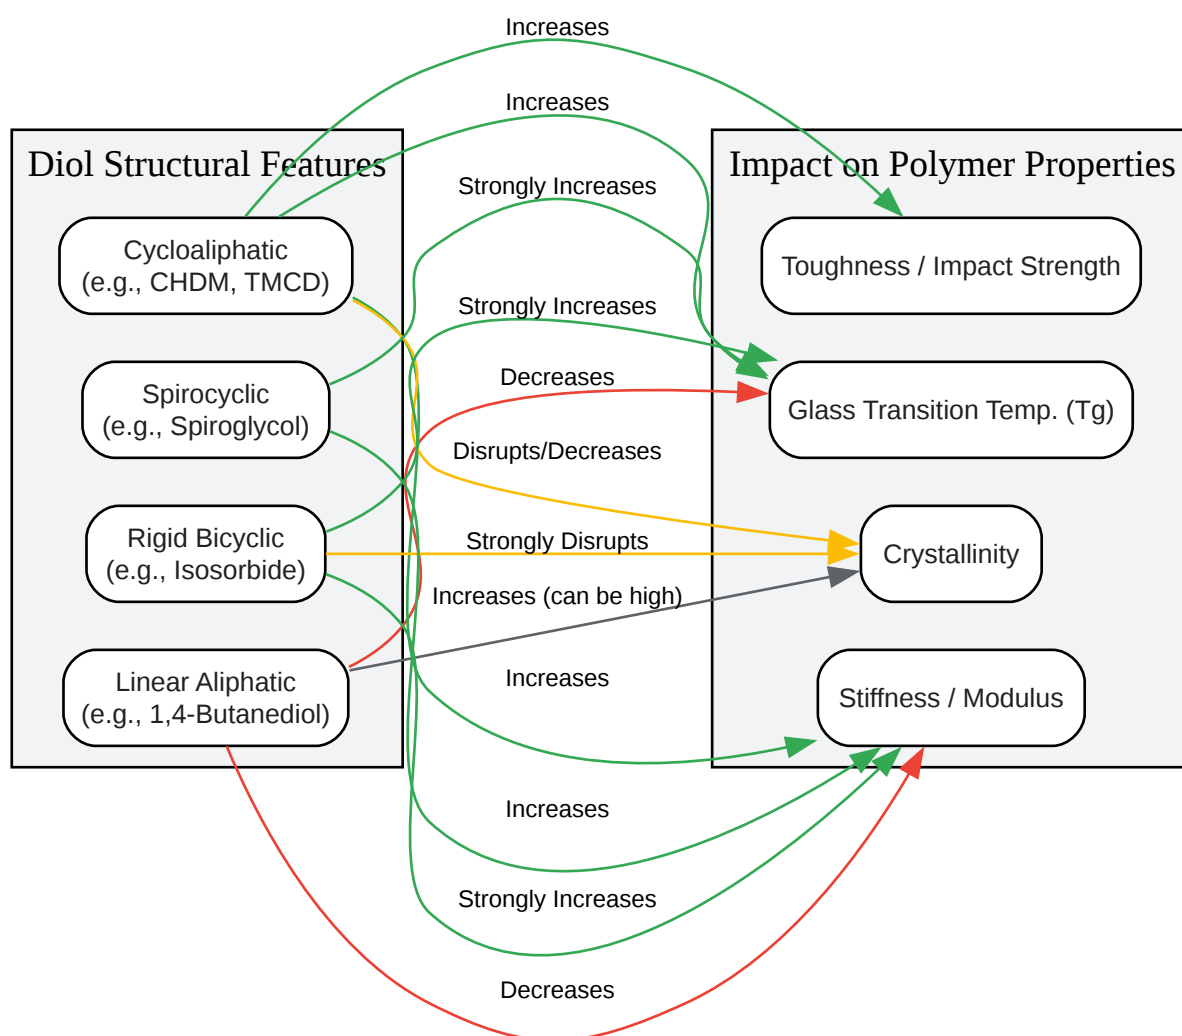 Increases
Increases
Diol Structural Features
Impact on Polymer Properties
Strongly Increases
Cycloaliphatic
(e.g., CHDM, TMCD)
Toughness / Impact Strength
Strongly Increases
Decreases
Spirocyclic
(e.g., Spiroglycol)
Glass Transition Temp. (Tg)
Disrupts/Decreases
Strongly Disrupts
Rigid Bicyclic
(e.g., Isosorbide)
Crystallinity
Increases (can be high)
Increases
Linear Aliphatic
(e.g., 1,4-Butanediol)
Stiffness / Modulus
Increases
Strongly Increases
Decreases